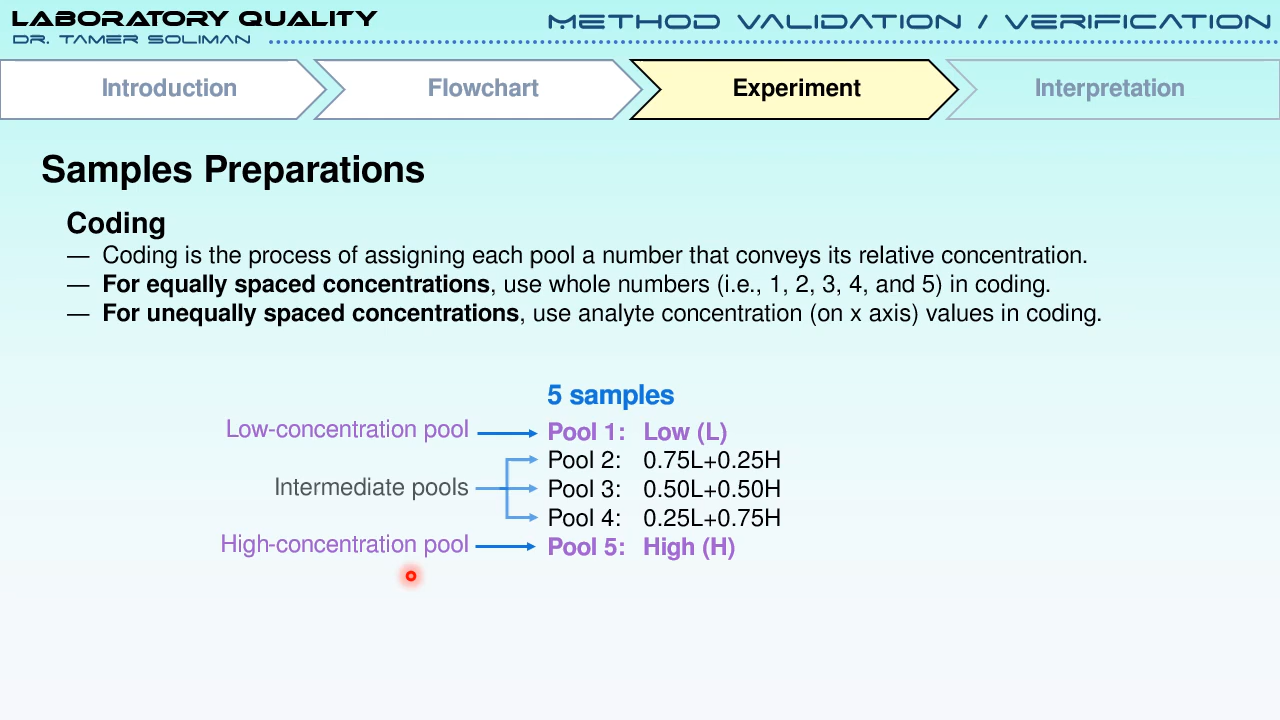 LABORATORY QUALITY
METHOD VALIDATION / VERIFICATION
DR. TAMER SOLIMAN
Introduction
Flowchart
Experiment
Interpretation
Samples Preparations
Coding
— Coding is the process of assigning each pool a number that conveys its relative concentration.
— For equally spaced concentrations, use whole numbers (i.e., 1, 2, 3, 4, and 5) in coding.
— For unequally spaced concentrations, use analyte concentration (on x axis) values in coding.
5 samples
Low-concentration pool
Pool 1: Low (L)
Pool 2: 0.75L+0.25H
Intermediate pools
Pool 3: 0.50L+0.50H
Pool 4: 0.25L+0.75H
High-concentration pool
Pool 5: High (H)